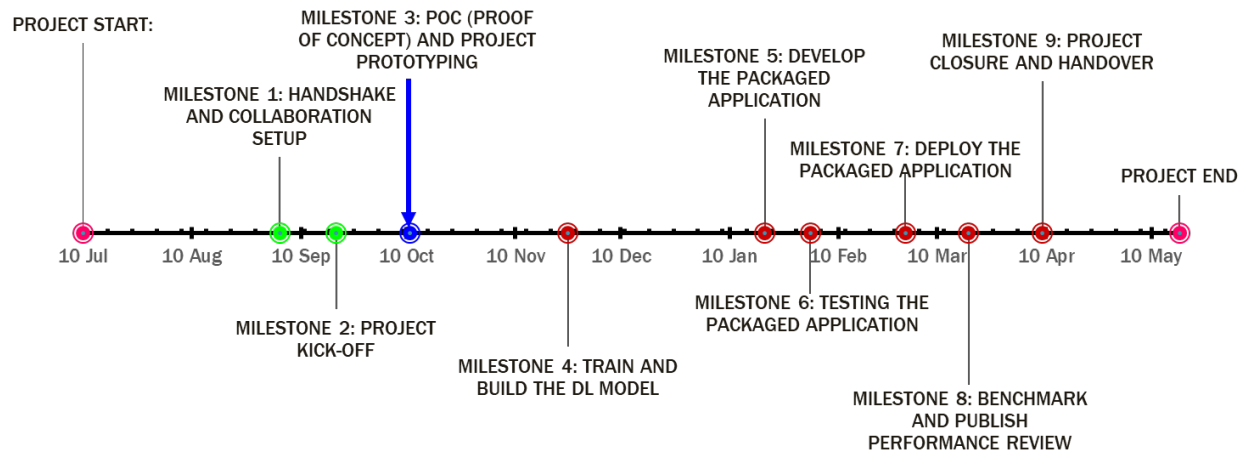 PROJECT START:
MILESTONE 1: HANDSHAKE
AND COLLABORATION
SETUP
MILESTONE 3: POC (PROOF
OF CONCEPT) AND PROJECT
PROTOTYPING
MILESTONE 5: DEVELOP
THE PACKAGED
APPLICATION
MILESTONE 7: DEPLOY THE
PACKAGED APPLICATION
MILESTONE 9: PROJECT
CLOSURE AND HANDOVER
PROJECT END
10 Jul
10 Aug
10 Sep
10 Oct
10 Nov
10 Dec
10 Jan
10 Feb
10 Mar
10 Apr
10 May
MILESTONE 2: PROJECT
KICK-OFF
MILESTONE 4: TRAIN AND
BUILD THE DL MODEL
MILESTONE 6: TESTING THE
PACKAGED APPLICATION
MILESTONE 8: BENCHMARK
AND PUBLISH
PERFORMANCE REVIEW